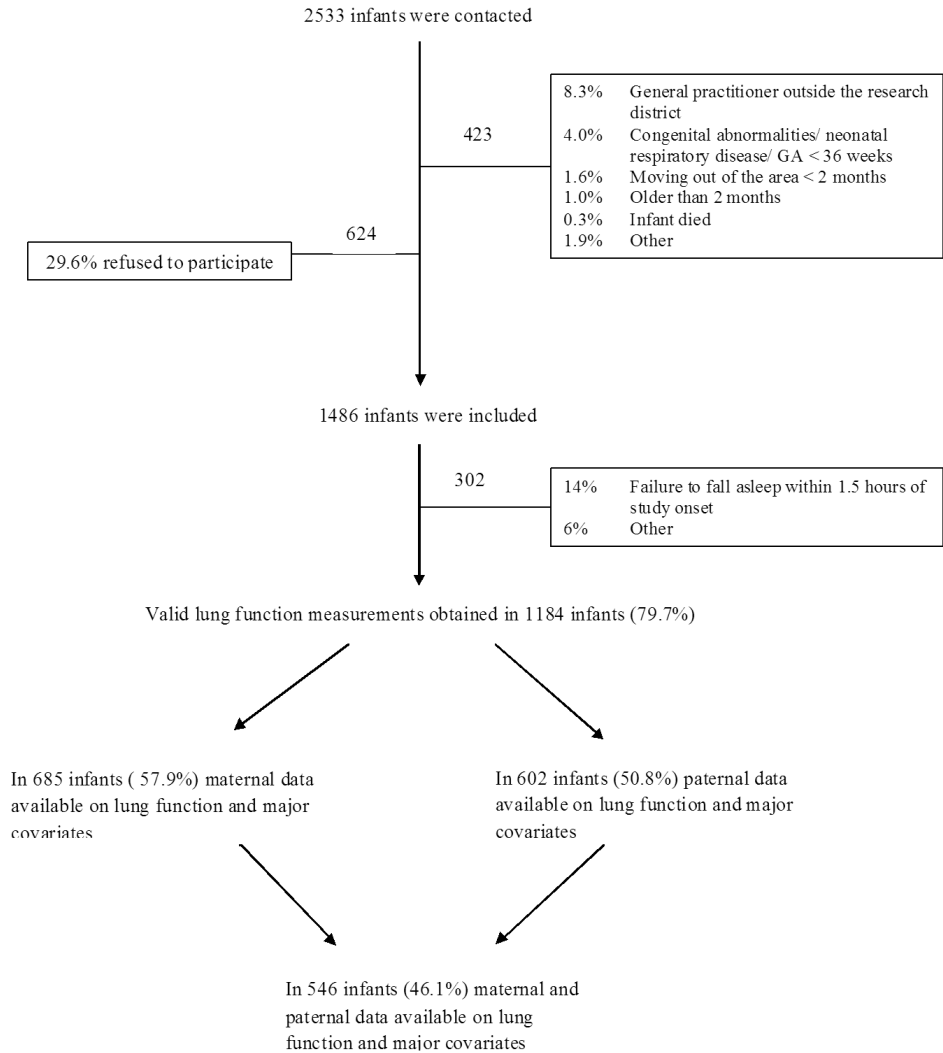 2533 infants were contacted
423
8.3% General practitioner outside the research
district
4.0% Congenital abnormalities/ neonatal
respiratory disease/ GA < 36 weeks
1.6% Moving out of the area < 2 months
1.0% Older than 2 months
0.3% Infant died
1.9% Other
624
29.6% refused to participate
1486 infants were included
302
14% Failure to fall asleep within 1.5 hours of
study onset
6% Other
Valid lung function measurements obtained in 1184 infants (79.7%)
In 685 infants ( 57.9%) maternal data
available on lung function and major
covariates
In 602 infants (50.8%) paternal data
available on lung function and major
covariates
In 546 infants (46.1%) maternal and
paternal data available on lung
function and major covariates